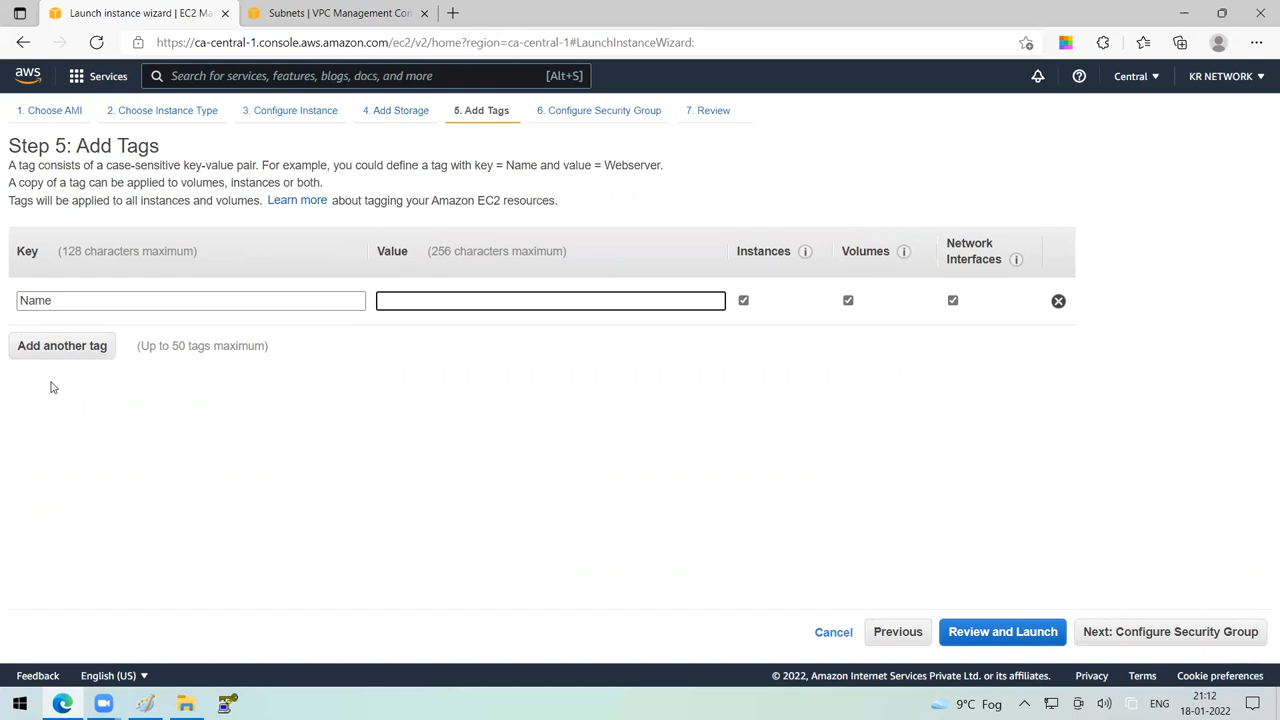 Launch instance wizard | EC2 Ma
Subnets | VPC Management Con
https://ca-central-1.console.aws.amazon.com/ec2/v2/home?region=ca-central-1#LaunchInstanceWizard:
aws
Services
Search for services, features, blogs, docs, and more
[Alt+S]
Central
KR NETWORK
1. Choose AMI
2. Choose Instance Type
3. Configure Instance
4. Add Storage
5. Add Tags
6. Configure Security Group
7. Review
Step 5: Add Tags
A tag consists of a case-sensitive key-value pair. For example, you could define a tag with key = Name and value = Webserver.
A copy of a tag can be applied to volumes, instances or both.
Tags will be applied to all instances and volumes. Learn more about tagging your Amazon EC2 resources.
Key (128 characters maximum)
Value (256 characters maximum)
Instances
Volumes
Network
Interfaces
Name
Add another tag
(Up to 50 tags maximum)
Cancel
Previous
Review and Launch
Next: Configure Security Group
Feedback
English (US)
© 2022, Amazon Internet Services Private Ltd. or its affiliates.
Privacy
Terms
Cookie preferences
9°C Fog
ENG
21:12
18-01-2022